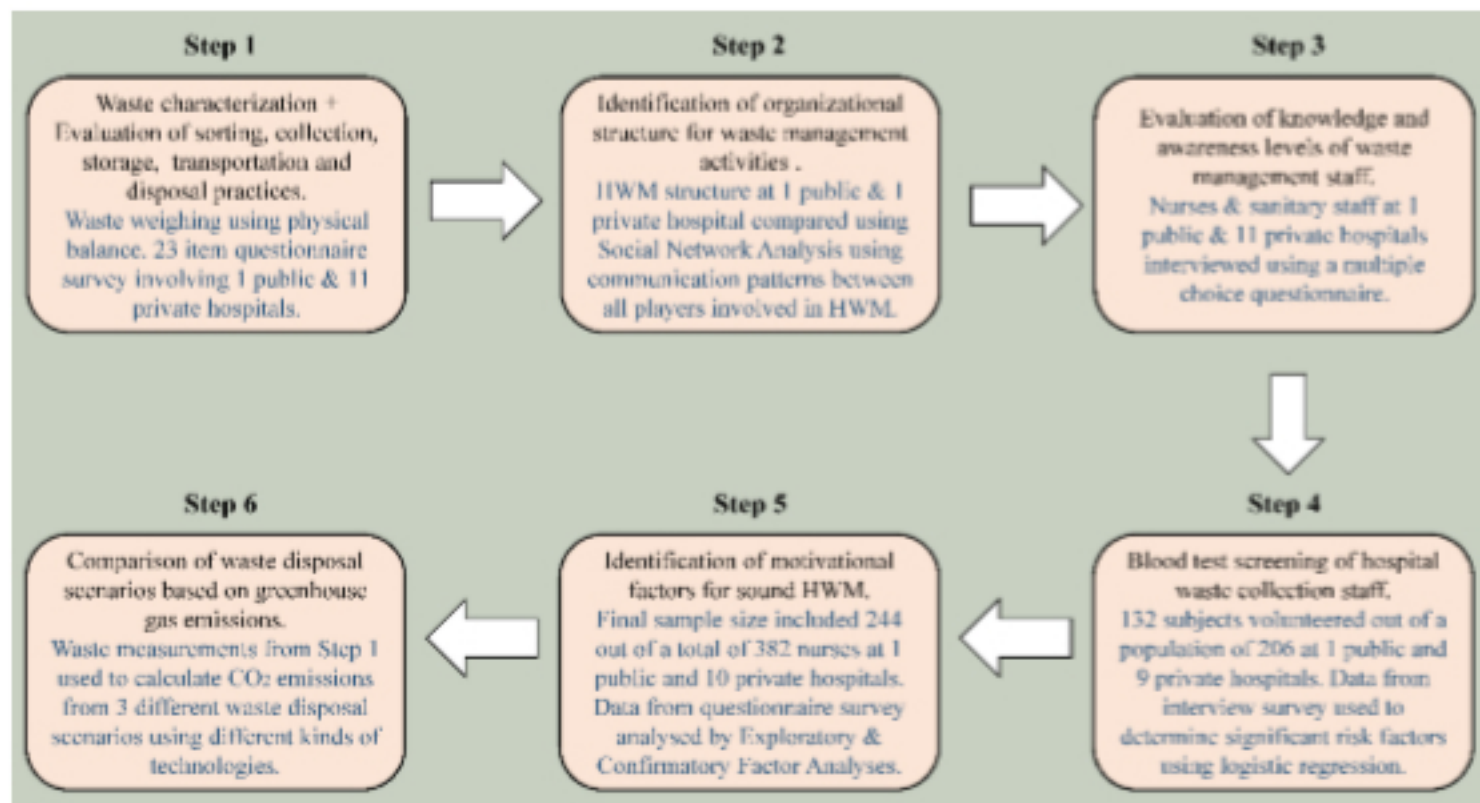 Step 1
Waste characterization +
Evaluation of sorting, collection,
storage, transportation and
disposal practices.
Waste weighing using physical
balance. 23 item questionnaire
survey involving 1 public & 11
private hospitals.
Step 2
Identification of organizational
structure for waste management
activities .
HWM structure at 1 public & 1
private hospital compared using
Social Network Analysis using
communication patterns between
all players involved in HWM.
Step 3
Evaluation of knowledge and
awareness levels of waste
management staff.
Nurses & sanitary staff at 1
public & 11 private hospitals
interviewed using a multiple
choice questionnaire.
Step 4
Blood test screening of hospital
waste collection staff.
132 subjects volunteered out of a
population of 206 at 1 public and
9 private hospitals. Data from
interview survey used to
determine significant risk factors
using logistic regression.
Step 5
Identification of motivational
factors for sound HWM.
Final sample size included 244
out of a total of 382 nurses at 1
public and 10 private hospitals.
Data from questionnaire survey
analysed by Exploratory &
Confirmatory Factor Analyses.
Step 6
Comparison of waste disposal
scenarios based on greenhouse
gas emissions.
Waste measurements from Step 1
used to calculate CO₂ emissions
from 3 different waste disposal
scenarios using different kinds of
technologies.